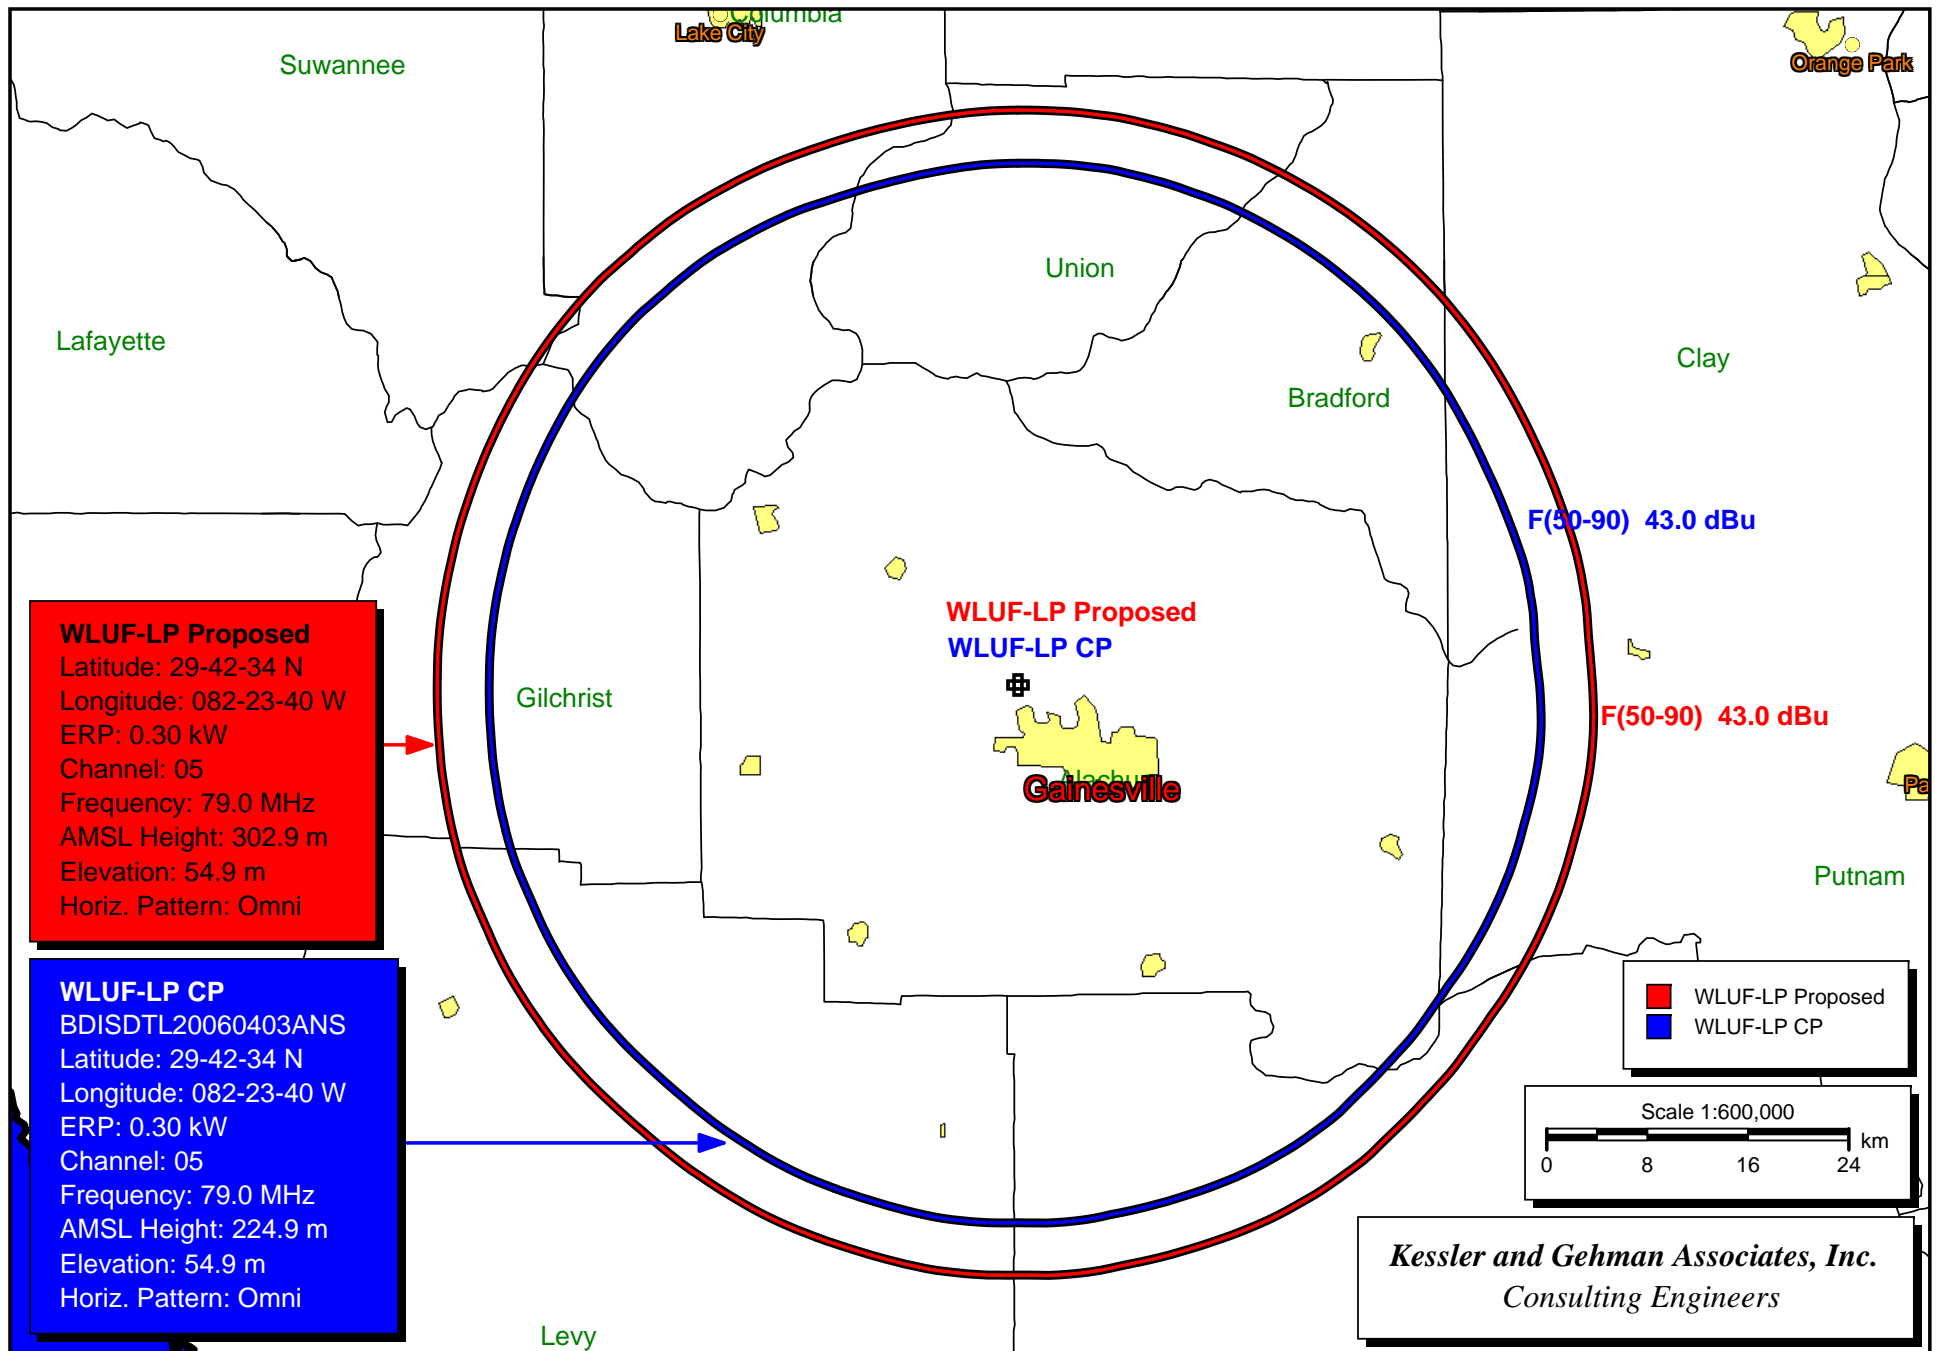 Columbia
Lake City
Suwannee
Orange Park
Union
Lafayette
Clay
Bradford
F(50-90) 43.0 dBu
WLUF-LP Proposed
WLUF-LP CP
Gilchrist
F(50-90) 43.0 dBu
Alachu
Gainesville
Pa
Putnam
Levy
WLUF-LP Proposed
Latitude: 29-42-34 N
Longitude: 082-23-40 W
ERP: 0.30 kW
Channel: 05
Frequency: 79.0 MHz
AMSL Height: 302.9 m
Elevation: 54.9 m
Horiz. Pattern: Omni
WLUF-LP CP
BDISDTL20060403ANS
Latitude: 29-42-34 N
Longitude: 082-23-40 W
ERP: 0.30 kW
Channel: 05
Frequency: 79.0 MHz
AMSL Height: 224.9 m
Elevation: 54.9 m
Horiz. Pattern: Omni
WLUF-LP Proposed
WLUF-LP CP
Scale 1:600,000
km
0 8 16 24
Kessler and Gehman Associates, Inc.
Consulting Engineers